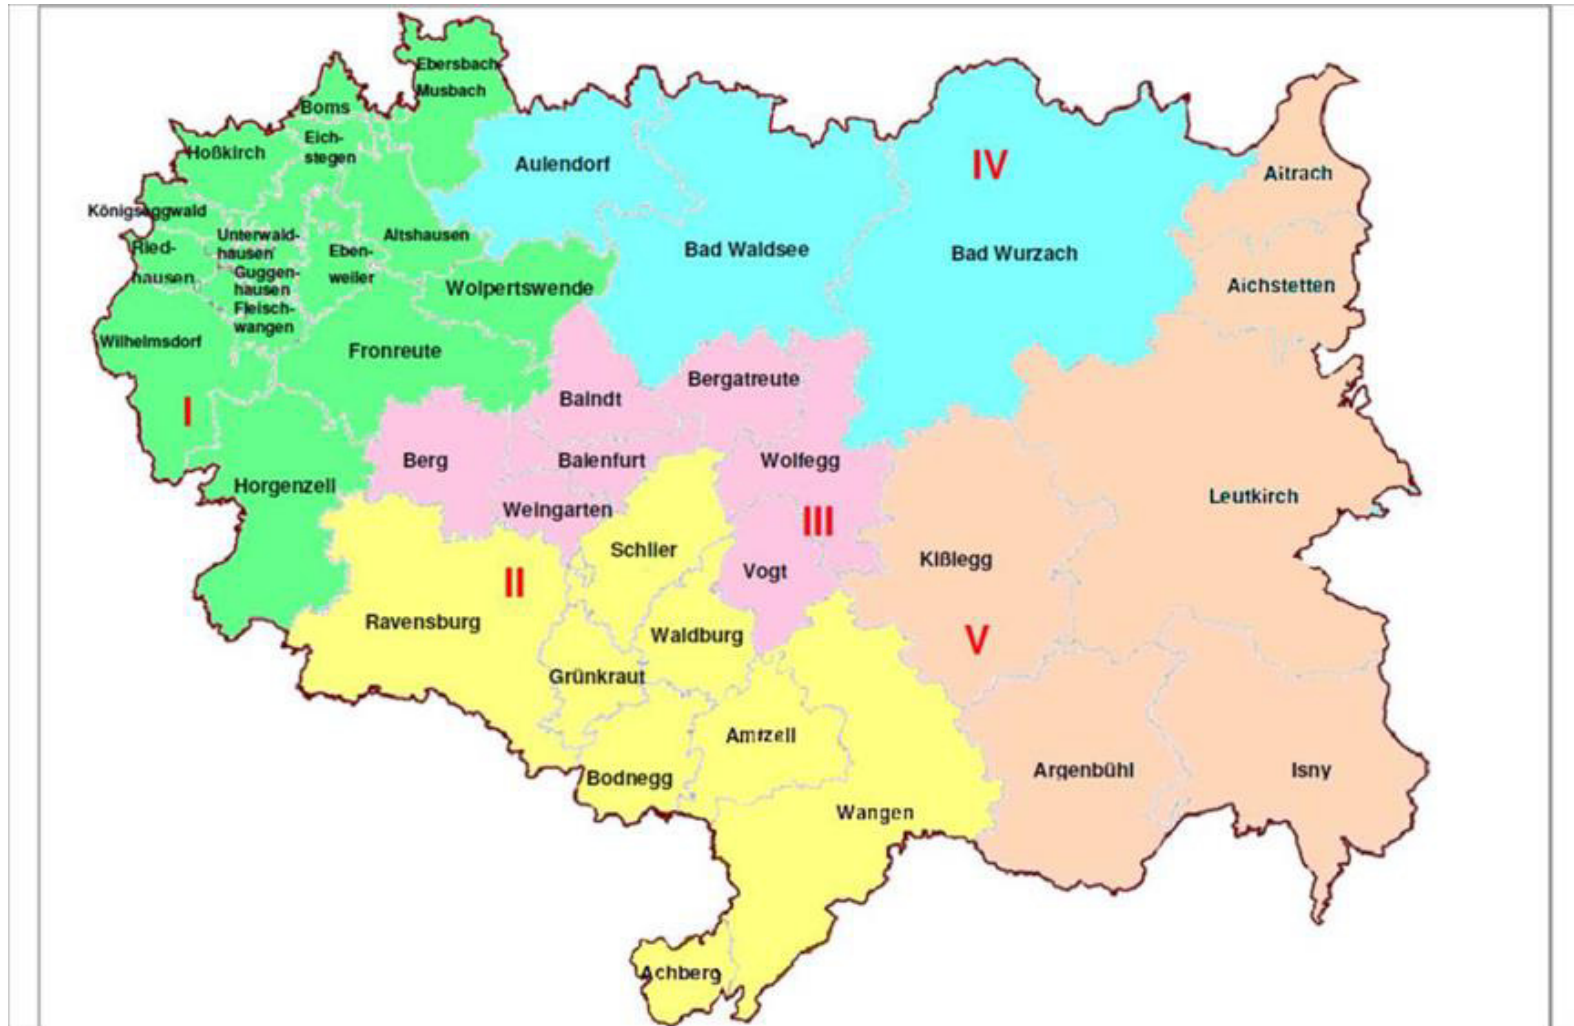 Ebersbach-
Musbach
Boms
Eich-
stegen
Hoßkirch
Aulendorf
IV
Aitrach
Königseggwald
Unterwald-
hausen
Altshausen
Ried-
hausen
Eben-
weiler
Bad Waldsee
Bad Wurzach
Guggen-
hausen
Wolpertswende
Aichstetten
Fleisch-
wangen
Wilhelmsdorf
Fronreute
Bergatreute
Baindt
I
Berg
Baienfurt
Wolfegg
Horgenzell
Leutkirch
Weingarten
III
Schlier
Kißlegg
Vogt
II
Ravensburg
Waldburg
V
Grünkraut
Amtzell
Bodnegg
Argenbühl
Isny
Wangen
Achberg